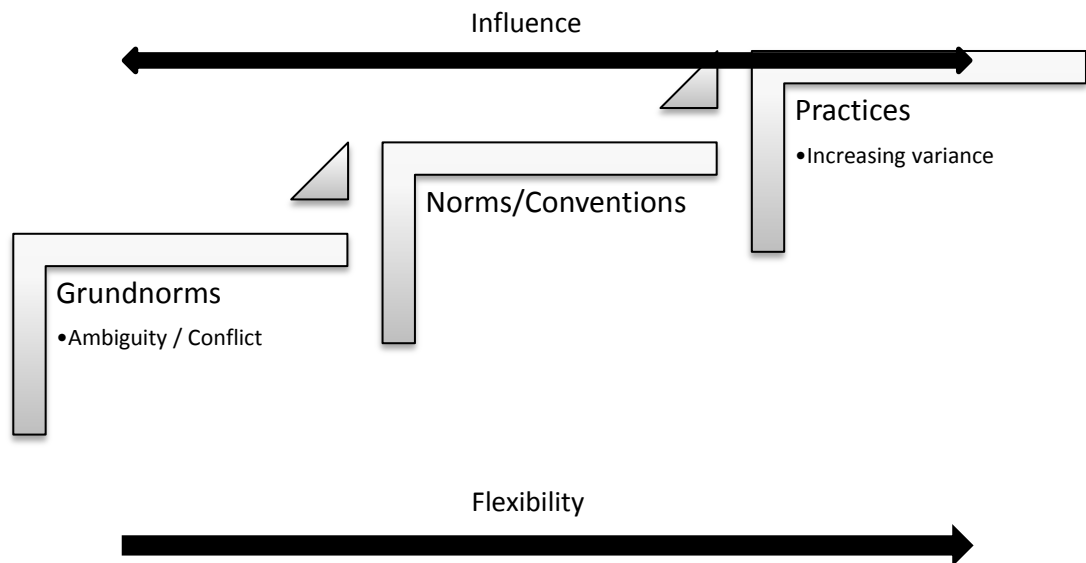 Influence
Practices
•Increasing variance
Norms/Conventions
Grundnorms
•Ambiguity / Conflict
Flexibility